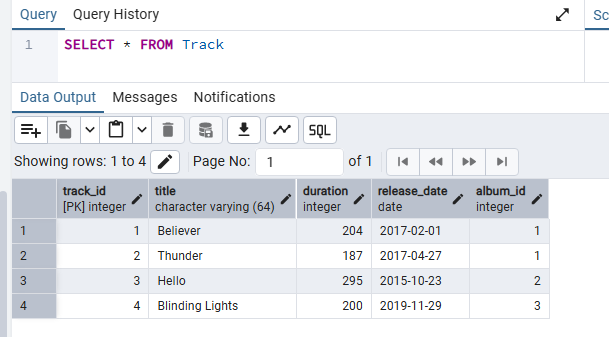 Query Query History
Sc
1 SELECT * FROM Track
Data Output Messages Notifications
SQL
Showing rows: 1 to 4 Page No: 1 of 1
track_id title duration release_date album_id
[PK] integer character varying (64) integer date integer
1 1 Believer 204 2017-02-01 1
2 2 Thunder 187 2017-04-27 1
3 3 Hello 295 2015-10-23 2
4 4 Blinding Lights 200 2019-11-29 3